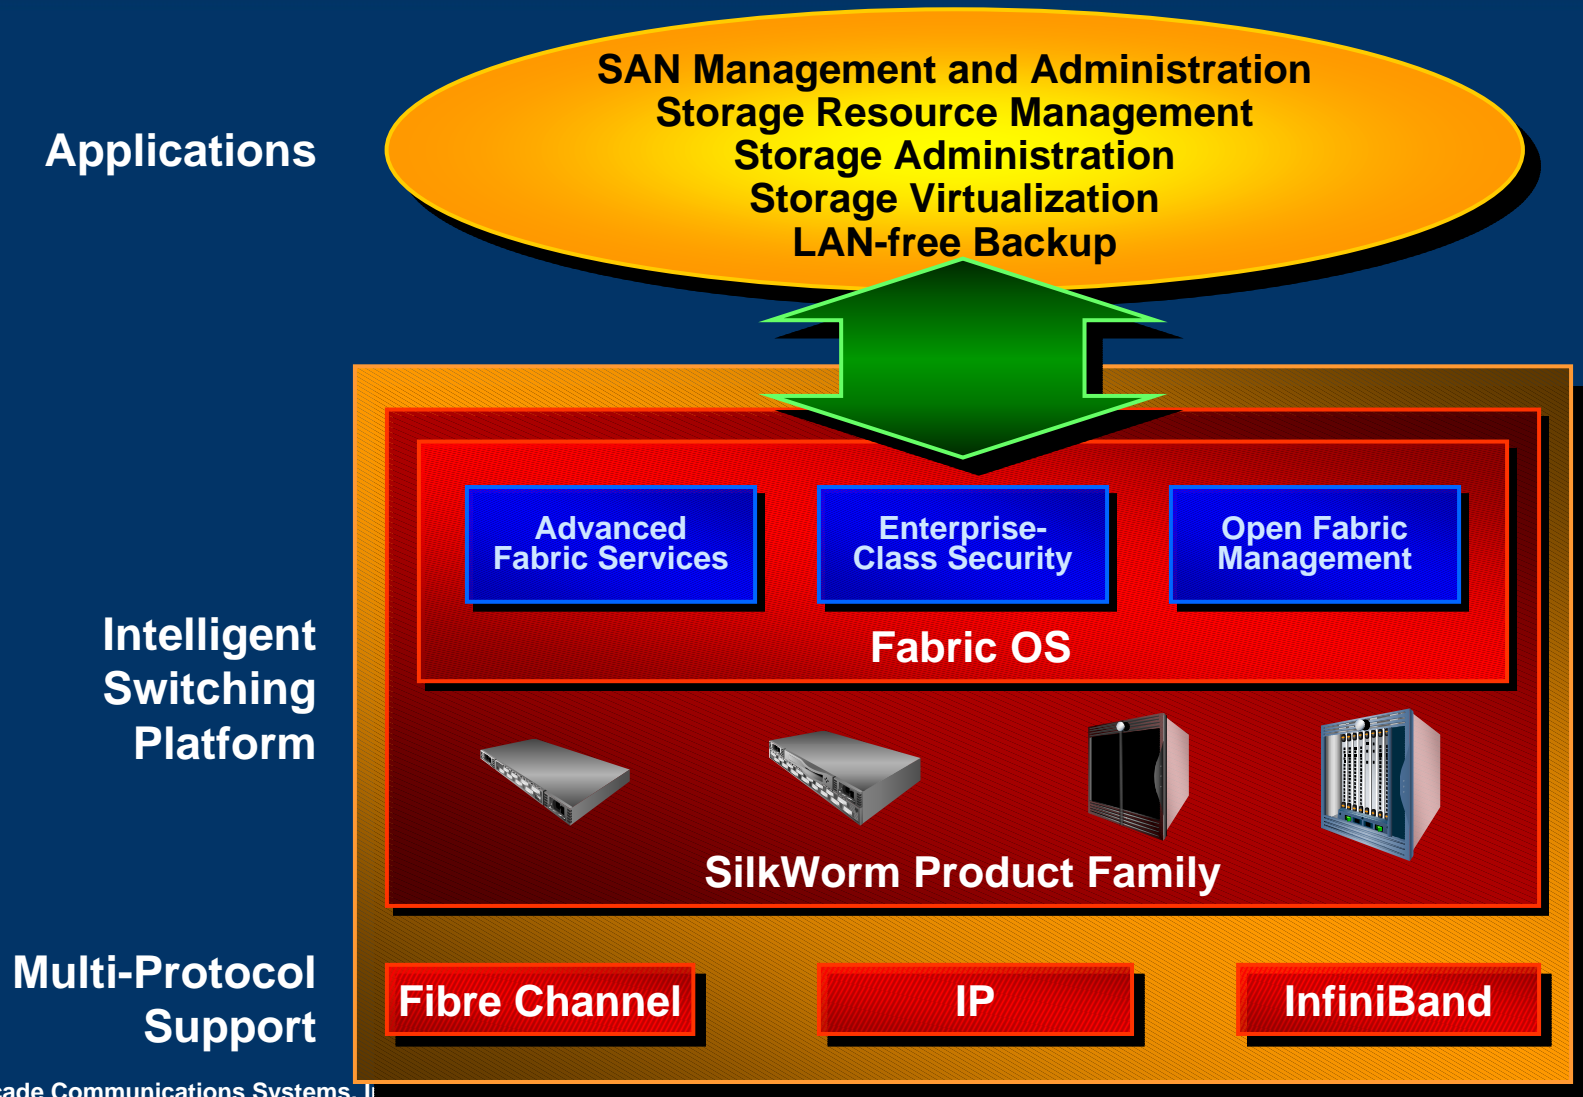 SAN Management and Administration
Storage Resource Management
Storage Administration
Storage Virtualization
LAN-free Backup
Applications
Advanced
Fabric Services
Enterprise-
Class Security
Open Fabric
Management
Fabric OS
Intelligent
Switching
Platform
SilkWorm Product Family
Multi-Protocol
Support
Fibre Channel
IP
InfiniBand
Communications Systems,